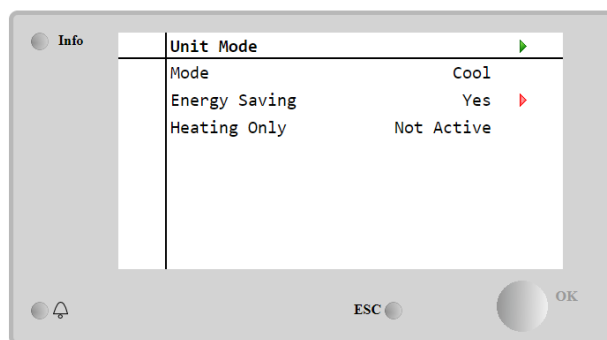 Info
Unit Mode
Mode Cool
Energy Saving Yes
Heating Only Not Active
ESC
OK